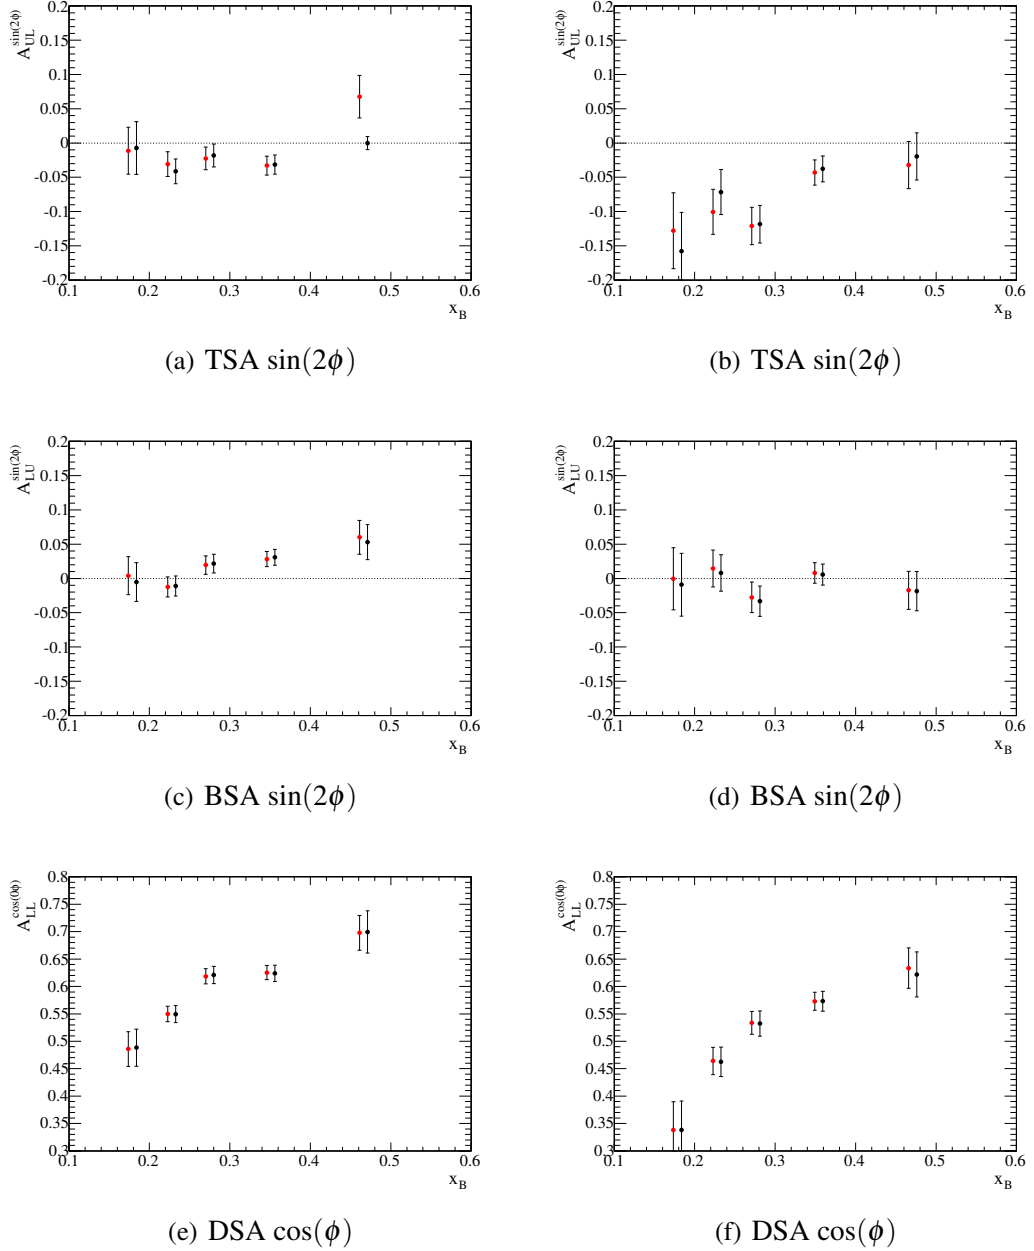 A_UL^sin(2φ)
0.2
0.15
0.1
0.05
0
-0.05
-0.1
-0.15
-0.2
0.1 0.2 0.3 0.4 0.5 0.6
x_B
(a) TSA sin(2ϕ)
A_UL^sin(2φ)
0.2
0.15
0.1
0.05
0
-0.05
-0.1
-0.15
-0.2
0.1 0.2 0.3 0.4 0.5 0.6
x_B
(b) TSA sin(2ϕ)
A_LU^sin(2φ)
0.2
0.15
0.1
0.05
0
-0.05
-0.1
-0.15
-0.2
0.1 0.2 0.3 0.4 0.5 0.6
x_B
(c) BSA sin(2ϕ)
A_LU^sin(2φ)
0.2
0.15
0.1
0.05
0
-0.05
-0.1
-0.15
-0.2
0.1 0.2 0.3 0.4 0.5 0.6
x_B
(d) BSA sin(2ϕ)
A_LL^cos(0φ)
0.8
0.75
0.7
0.65
0.6
0.55
0.5
0.45
0.4
0.35
0.3
0.1 0.2 0.3 0.4 0.5 0.6
x_B
(e) DSA cos(ϕ)
A_LL^cos(0φ)
0.8
0.75
0.7
0.65
0.6
0.55
0.5
0.45
0.4
0.35
0.3
0.1 0.2 0.3 0.4 0.5 0.6
x_B
(f) DSA cos(ϕ)